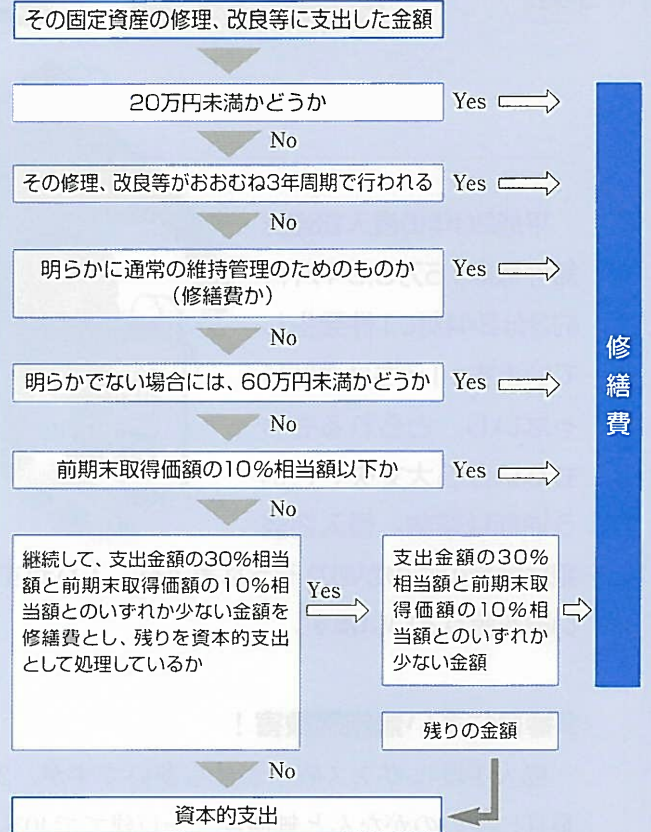 その固定資産の修理、改良等に支出した金額
20万円未満かどうか
Yes
No
その修理、改良等がおおむね3年周期で行われる
Yes
No
明らかに通常の維持管理のためのものか
(修繕費か)
Yes
No
明らかでない場合には、60万円未満かどうか
Yes
No
前期末取得価額の10%相当額以下か
Yes
No
継続して、支出金額の30%相当
額と前期末取得価額の10%相
当額とのいずれか少ない金額を
修繕費とし、残りを資本的支出
として処理しているか
Yes
支出金額の30%
相当額と前期末取
得価額の10%相
当額とのいずれか
少ない金額
修繕費
残りの金額
No
資本的支出